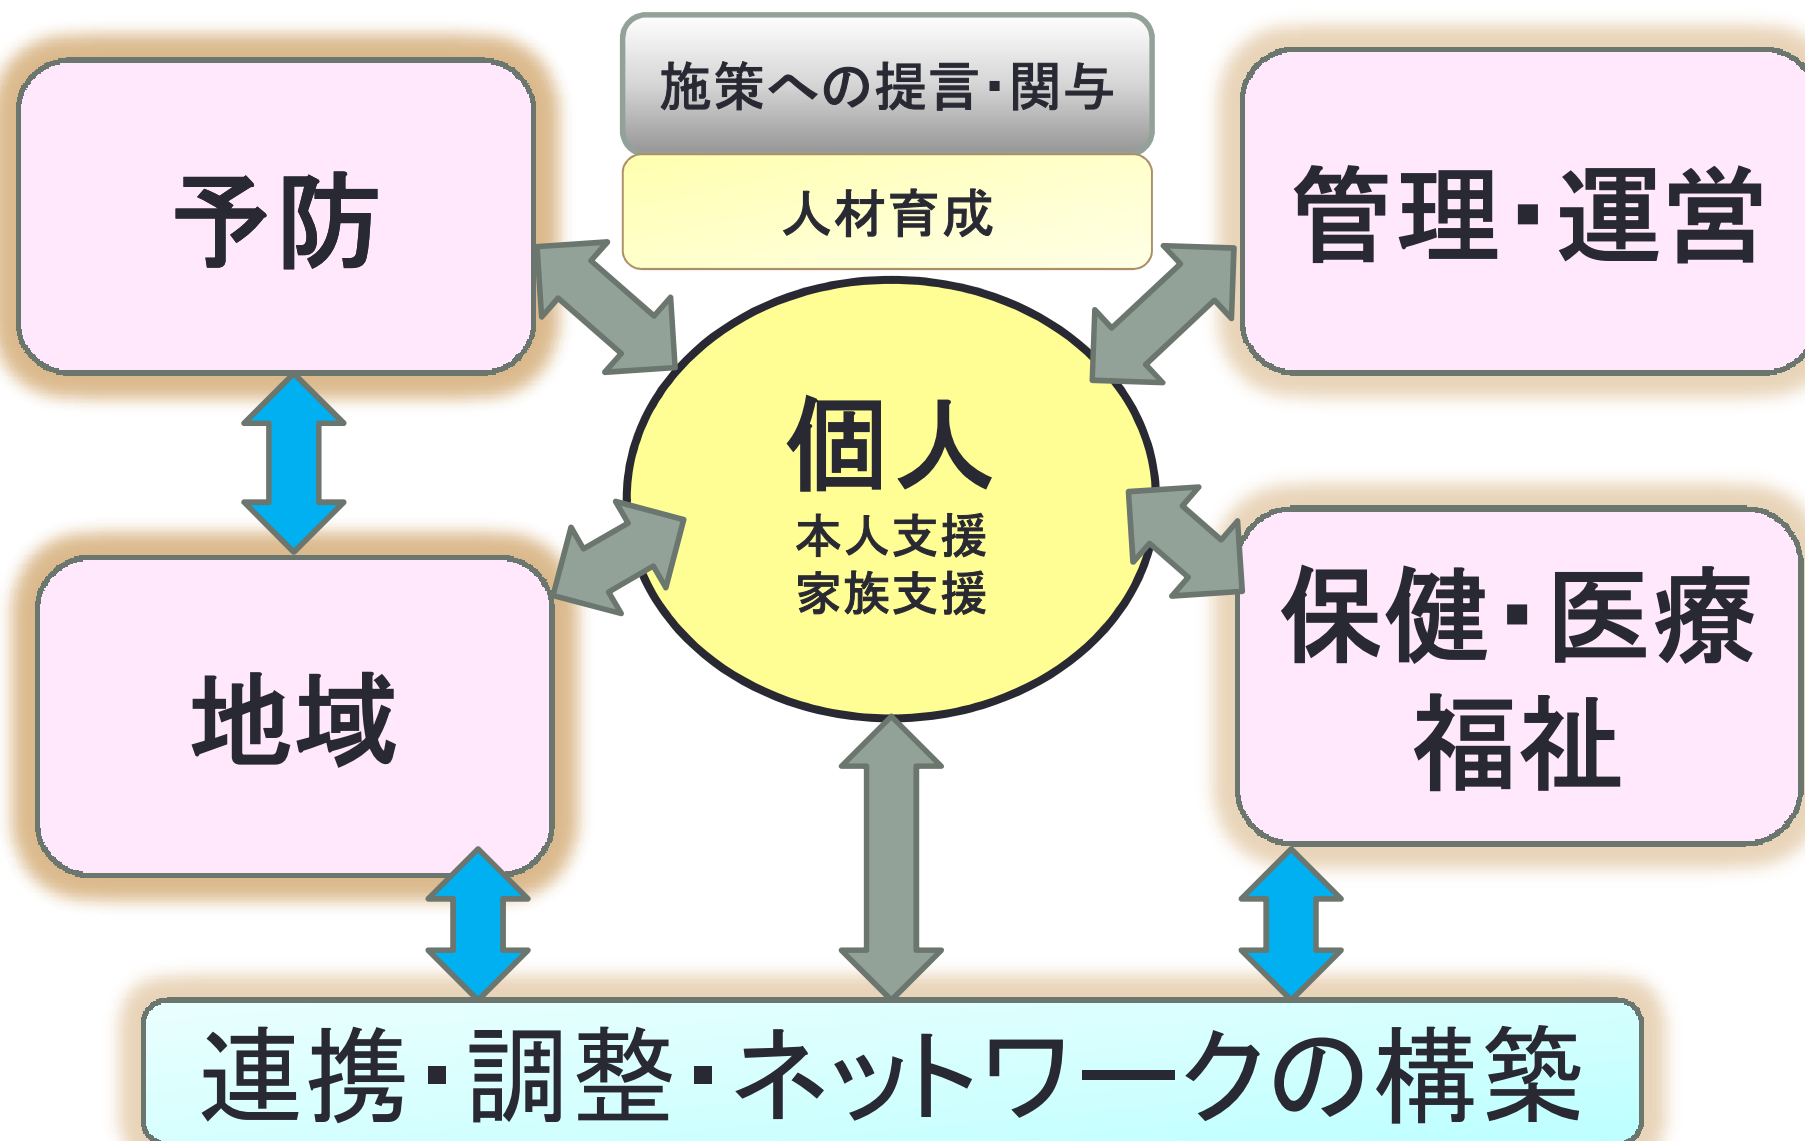 施策への提言・関与
人材育成
予防
管理・運営
個人
本人支援
家族支援
地域
保健・医療
福祉
連携・調整・ネットワークの構築